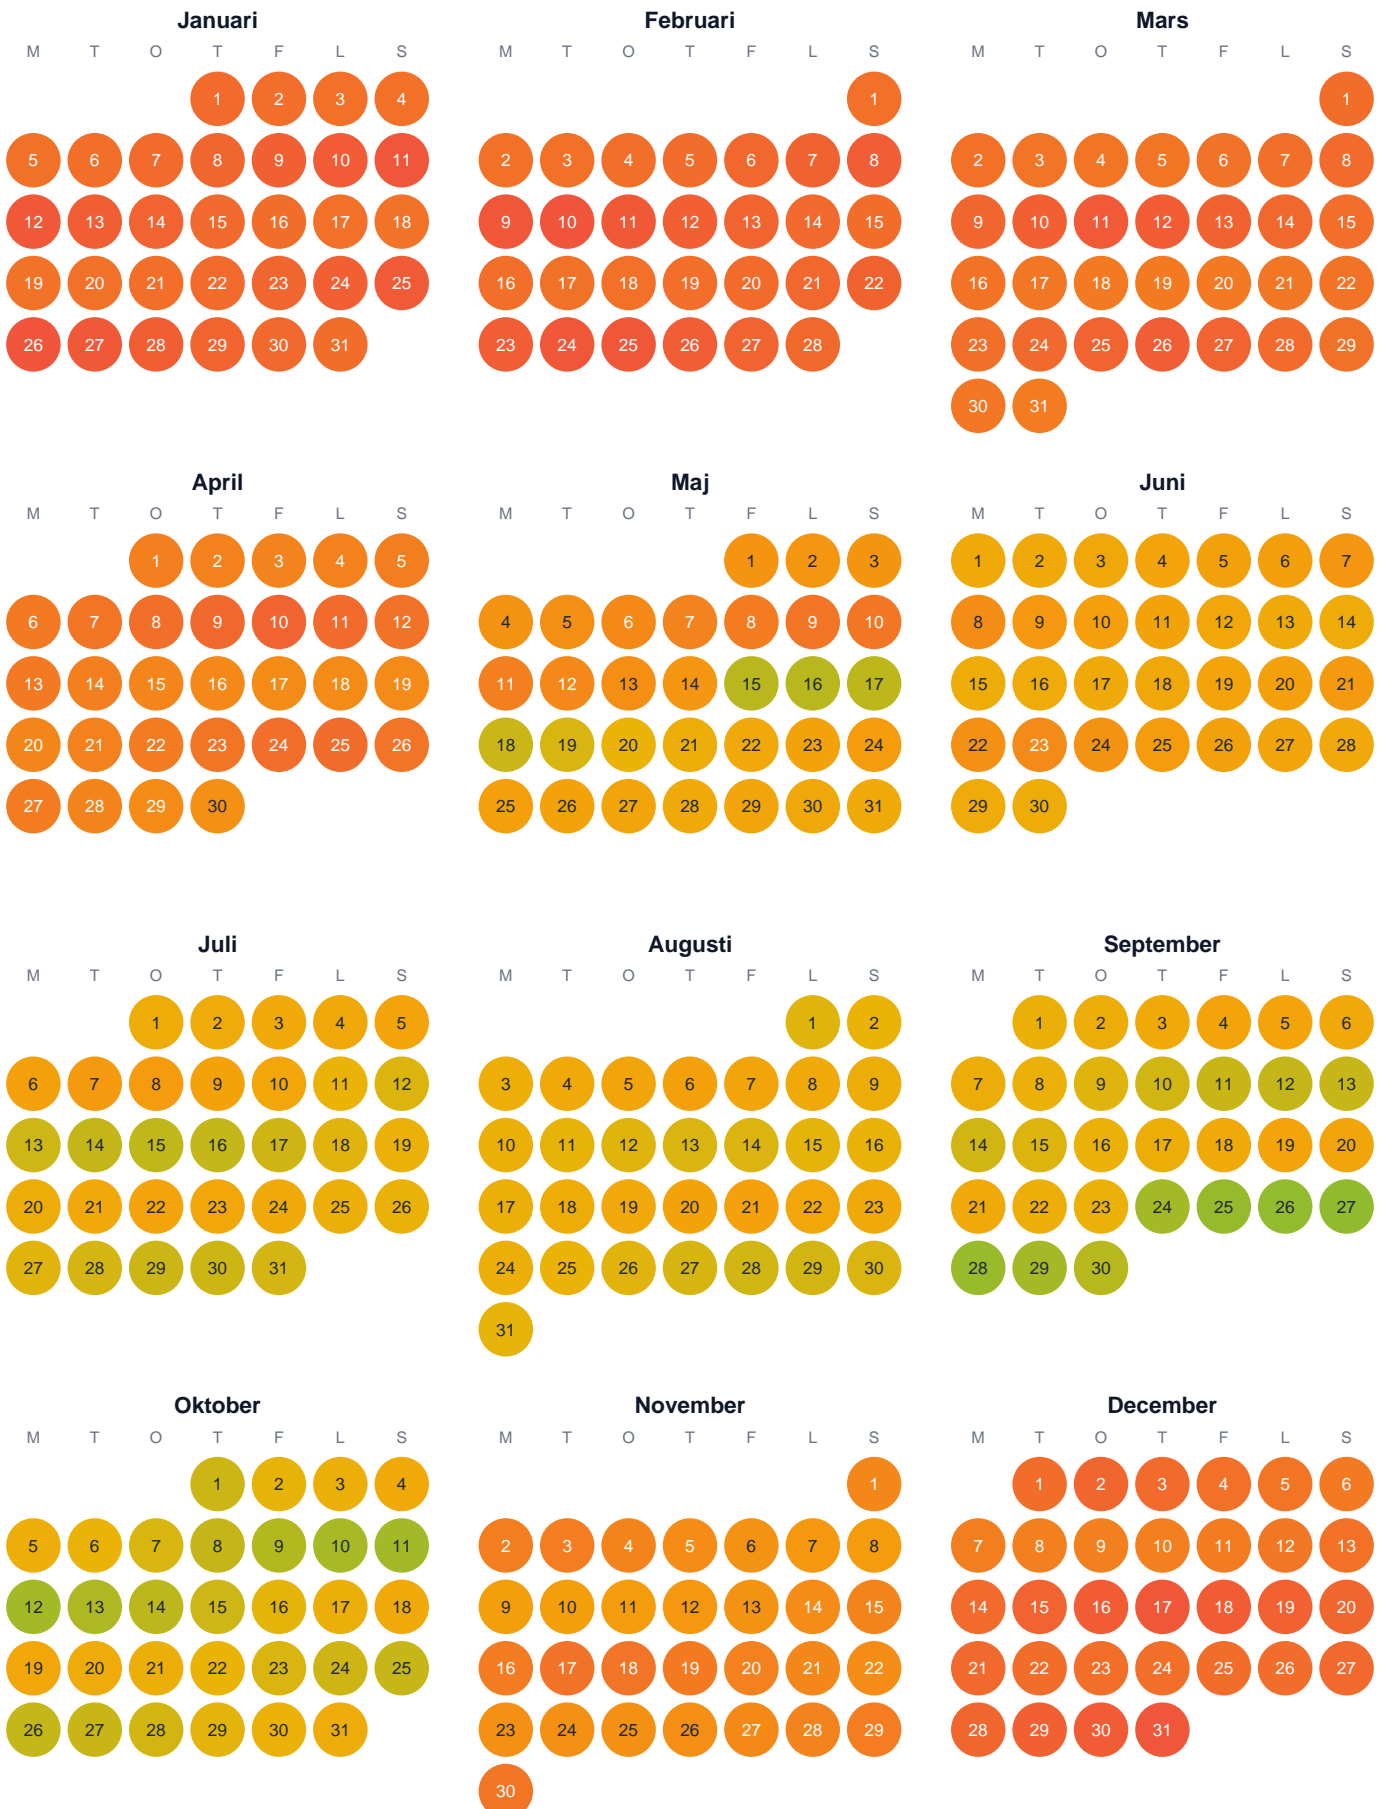 Januari Februari Mars
M T O T F L S M T O T F L S M T O T F L S
1 2 3 4 1 1
5 6 7 8 9 10 11 2 3 4 5 6 7 8 2 3 4 5 6 7 8
12 13 14 15 16 17 18 9 10 11 12 13 14 15 9 10 11 12 13 14 15
19 20 21 22 23 24 25 16 17 18 19 20 21 22 16 17 18 19 20 21 22
26 27 28 29 30 31 23 24 25 26 27 28 23 24 25 26 27 28 29
30 31
April Maj Juni
M T O T F L S M T O T F L S M T O T F L S
1 2 3 4 5 1 2 3 1 2 3 4 5 6 7
6 7 8 9 10 11 12 4 5 6 7 8 9 10 8 9 10 11 12 13 14
13 14 15 16 17 18 19 11 12 13 14 15 16 17 15 16 17 18 19 20 21
20 21 22 23 24 25 26 18 19 20 21 22 23 24 22 23 24 25 26 27 28
27 28 29 30 25 26 27 28 29 30 31 29 30
Juli Augusti September
M T O T F L S M T O T F L S M T O T F L S
1 2 3 4 5 1 2 1 2 3 4 5 6
6 7 8 9 10 11 12 3 4 5 6 7 8 9 7 8 9 10 11 12 13
13 14 15 16 17 18 19 10 11 12 13 14 15 16 14 15 16 17 18 19 20
20 21 22 23 24 25 26 17 18 19 20 21 22 23 21 22 23 24 25 26 27
27 28 29 30 31 24 25 26 27 28 29 30 28 29 30
31
Oktober November December
M T O T F L S M T O T F L S M T O T F L S
1 2 3 4 1 1 2 3 4 5 6
5 6 7 8 9 10 11 2 3 4 5 6 7 8 7 8 9 10 11 12 13
12 13 14 15 16 17 18 9 10 11 12 13 14 15 14 15 16 17 18 19 20
19 20 21 22 23 24 25 16 17 18 19 20 21 22 21 22 23 24 25 26 27
26 27 28 29 30 31 23 24 25 26 27 28 29 28 29 30 31
30